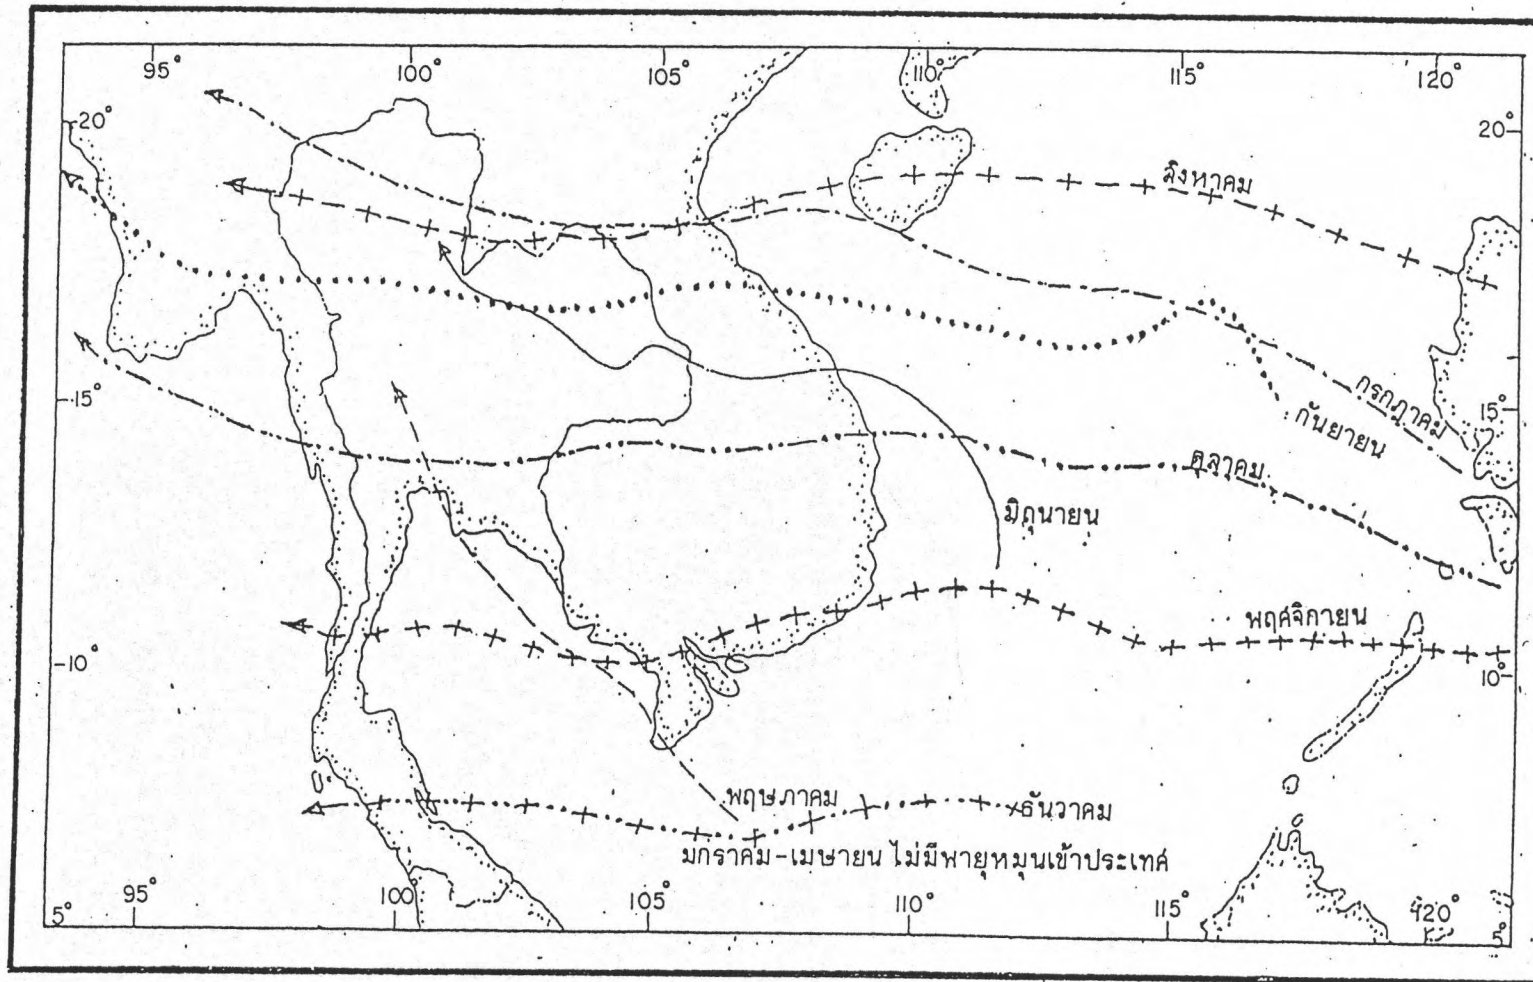 95° 100° 105° 110° 115° 120°
20° 20°
สิงหาคม
15° กรกฎาคม 15°
กันยายน
ตุลาคม
มิถุนายน
พฤศจิกายน
10° 10°
พฤษภาคม ธันวาคม
มกราคม-เมษายน ไม่มีพายุหมุนเข้าประเทศ
5° 95° 100° 105° 110° 115° 120° 5°